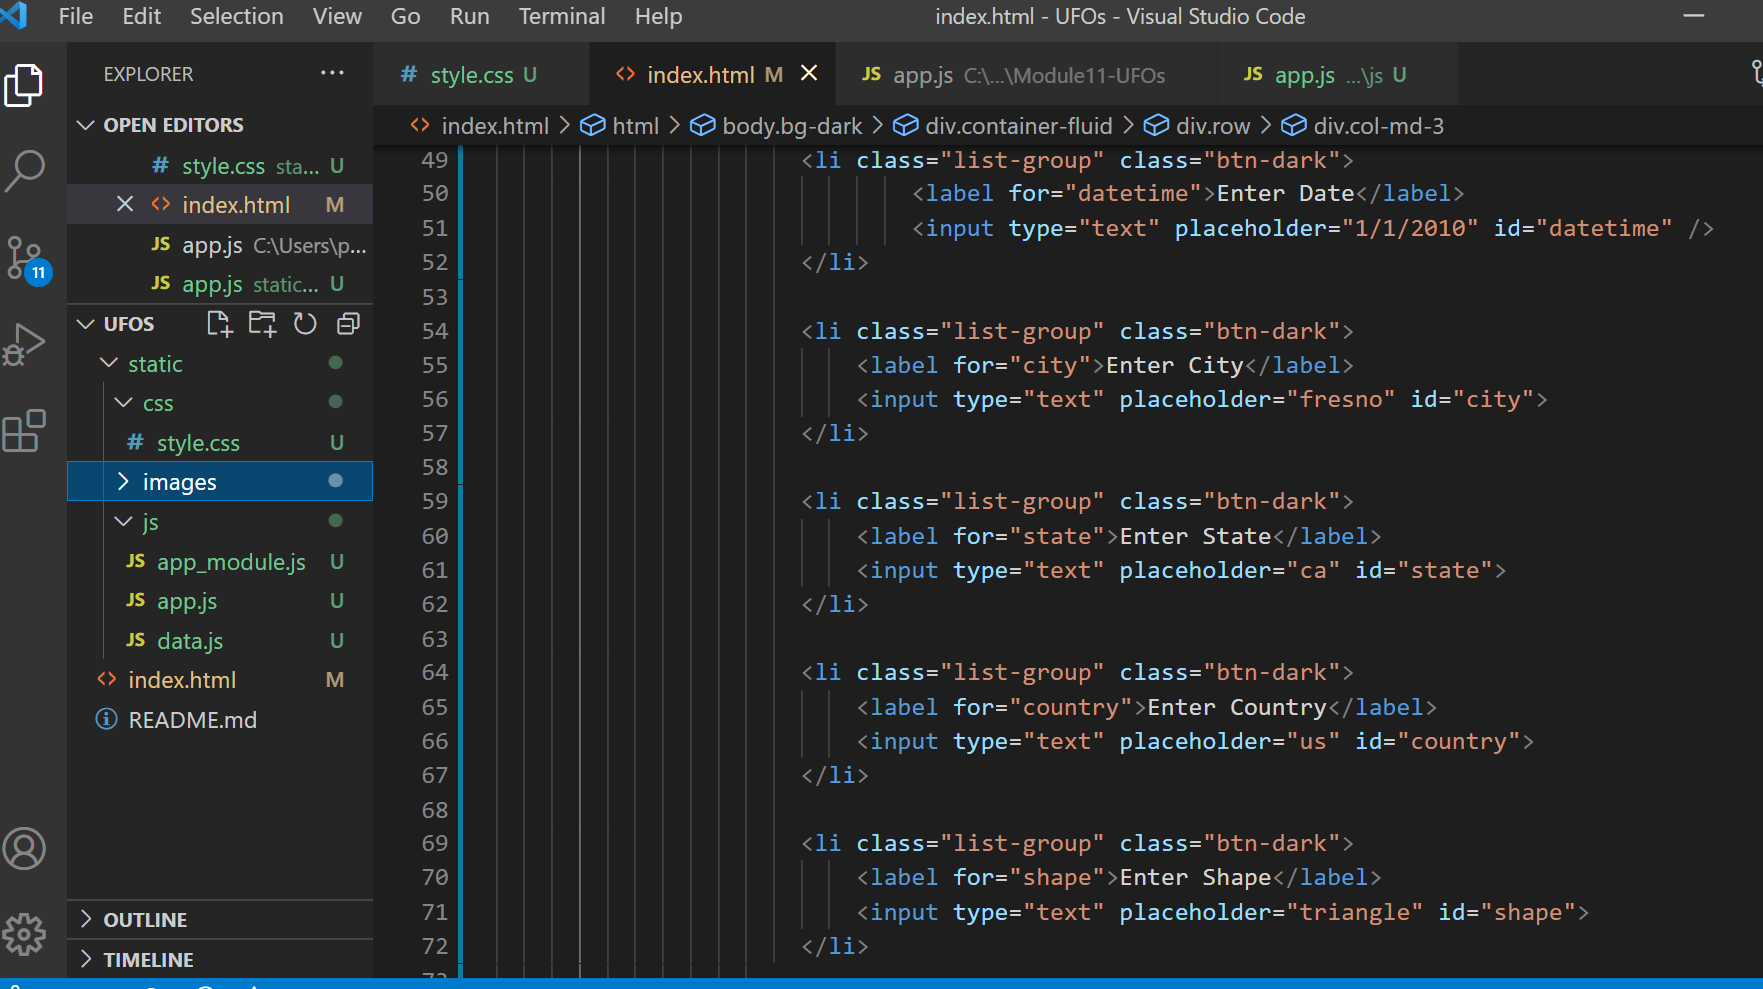 File Edit Selection View Go Run Terminal Help index.html - UFOs - Visual Studio Code
EXPLORER ...
style.css U index.html M app.js C:\...\Module11-UFOs JS app.js ...\js U
OPEN EDITORS
index.html > html > body.bg-dark > div.container-fluid > div.row > div.col-md-3
# style.css sta... U
index.html M
JS app.js C:\Users\p...
JS app.js static... U
UFOS
static
css
# style.css U
images
js
JS app_module.js U
JS app.js U
JS data.js U
index.html M
README.md
OUTLINE
TIMELINE
11
49 <li class="list-group" class="btn-dark">
50 <label for="datetime">Enter Date</label>
51 <input type="text" placeholder="1/1/2010" id="datetime" />
52 </li>
53
54 <li class="list-group" class="btn-dark">
55 <label for="city">Enter City</label>
56 <input type="text" placeholder="fresno" id="city">
57 </li>
58
59 <li class="list-group" class="btn-dark">
60 <label for="state">Enter State</label>
61 <input type="text" placeholder="ca" id="state">
62 </li>
63
64 <li class="list-group" class="btn-dark">
65 <label for="country">Enter Country</label>
66 <input type="text" placeholder="us" id="country">
67 </li>
68
69 <li class="list-group" class="btn-dark">
70 <label for="shape">Enter Shape</label>
71 <input type="text" placeholder="triangle" id="shape">
72 </li>